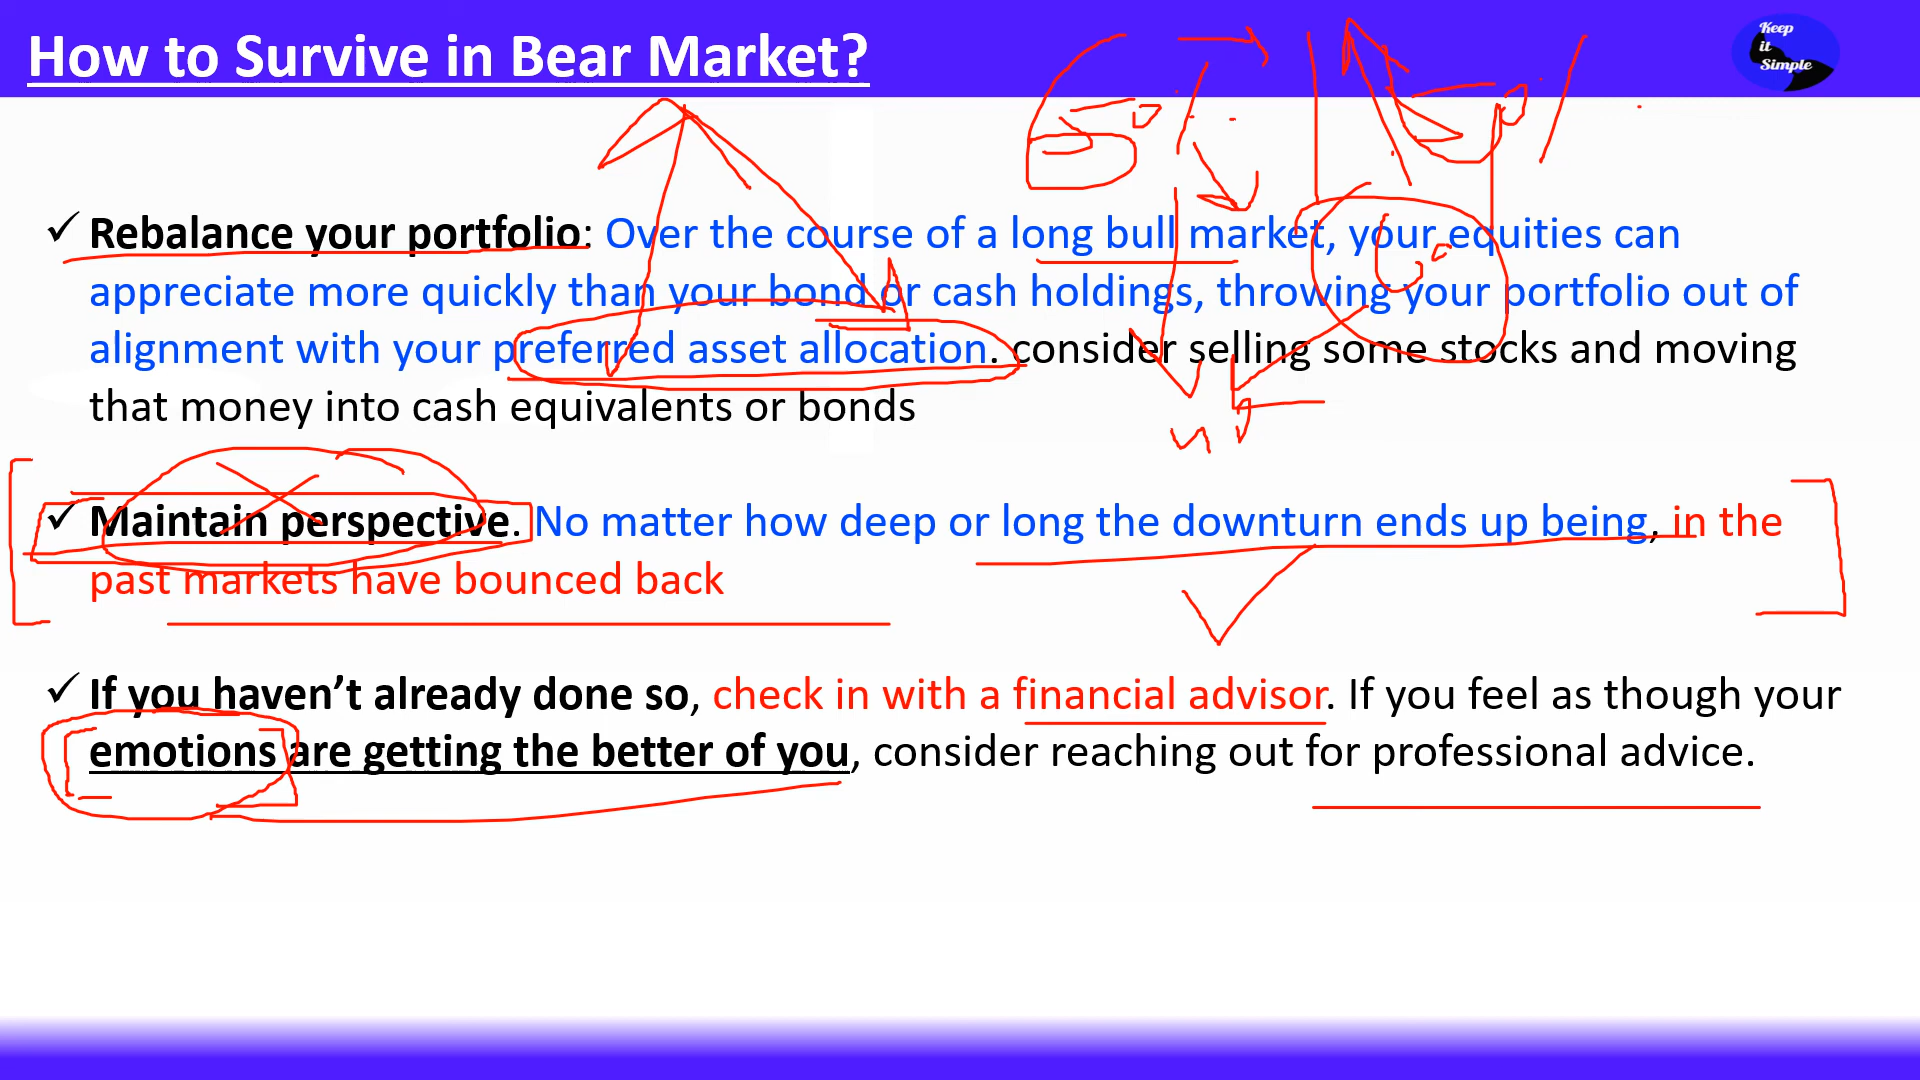 How to Survive in Bear Market?
Keep
it
Simple
✓ Rebalance your portfolio: Over the course of a long bull market, your equities can
appreciate more quickly than your bond or cash holdings, throwing your portfolio out of
alignment with your preferred asset allocation. consider selling some stocks and moving
that money into cash equivalents or bonds
✓ Maintain perspective. No matter how deep or long the downturn ends up being, in the
past markets have bounced back
✓ If you haven’t already done so, check in with a financial advisor. If you feel as though your
emotions are getting the better of you, consider reaching out for professional advice.